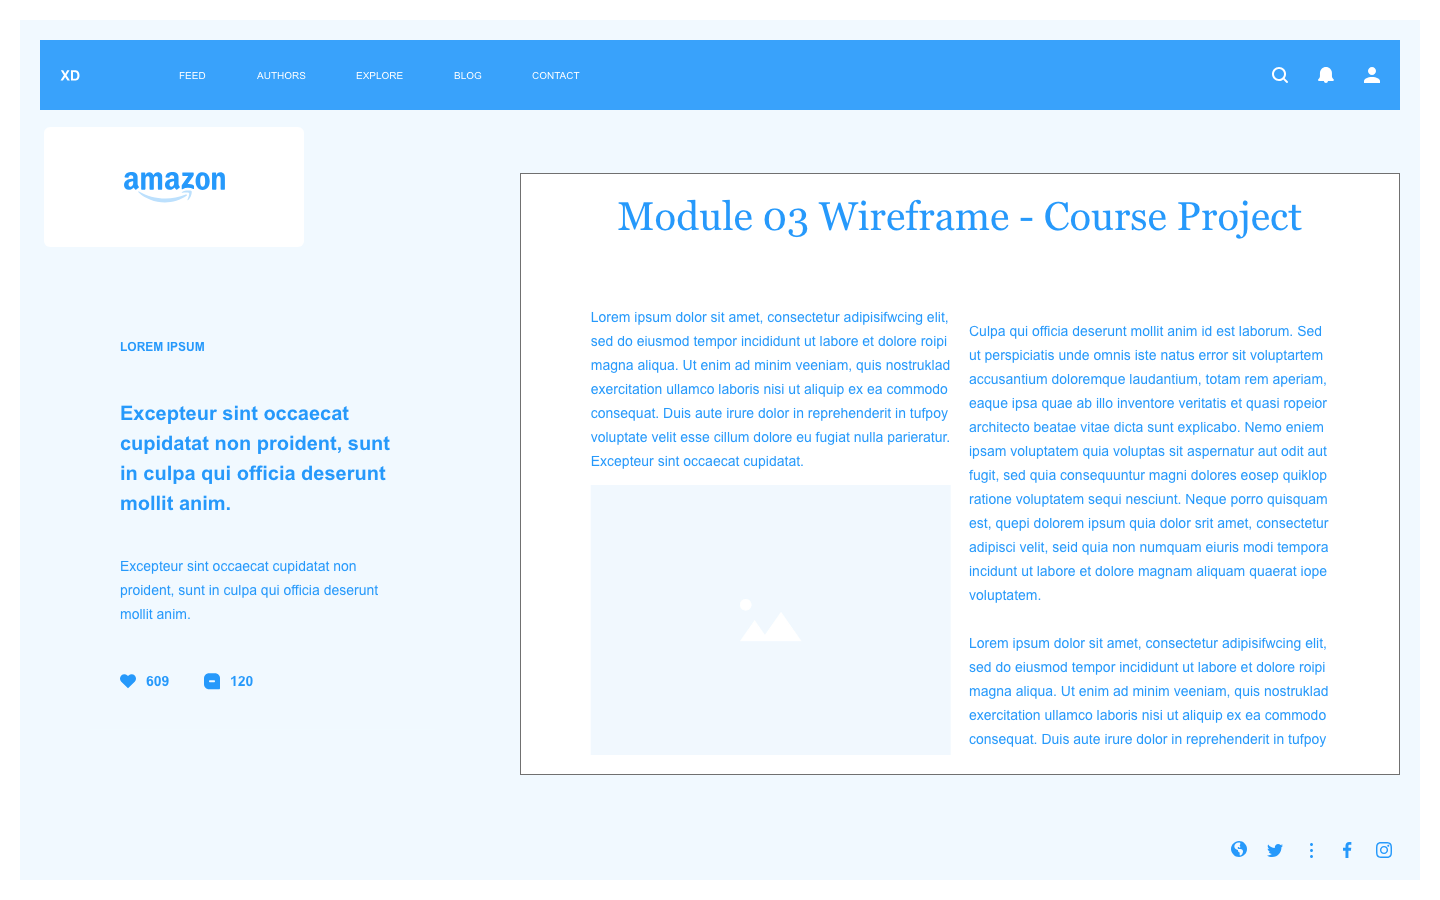 XD
FEED
AUTHORS
EXPLORE
BLOG
CONTACT
amazon
LOREM IPSUM
Excepteur sint occaecat
cupidatat non proident, sunt
in culpa qui officia deserunt
mollit anim.
Excepteur sint occaecat cupidatat non
proident, sunt in culpa qui officia deserunt
mollit anim.
609
120
Module 03 Wireframe - Course Project
Lorem ipsum dolor sit amet, consectetur adipisifwcing elit,
sed do eiusmod tempor incididunt ut labore et dolore roipi
magna aliqua. Ut enim ad minim veeniam, quis nostruklad
exercitation ullamco laboris nisi ut aliquip ex ea commodo
consequat. Duis aute irure dolor in reprehenderit in tufpoy
voluptate velit esse cillum dolore eu fugiat nulla parieratur.
Excepteur sint occaecat cupidatat.
Culpa qui officia deserunt mollit anim id est laborum. Sed
ut perspiciatis unde omnis iste natus error sit voluptartem
accusantium doloremque laudantium, totam rem aperiam,
eaque ipsa quae ab illo inventore veritatis et quasi ropeior
architecto beatae vitae dicta sunt explicabo. Nemo eniem
ipsam voluptatem quia voluptas sit aspernatur aut odit aut
fugit, sed quia consequuntur magni dolores eosep quiklop
ratione voluptatem sequi nesciunt. Neque porro quisquam
est, quepi dolorem ipsum quia dolor srit amet, consectetur
adipisci velit, seid quia non numquam eiuris modi tempora
incidunt ut labore et dolore magnam aliquam quaerat iope
voluptatem.
Lorem ipsum dolor sit amet, consectetur adipisifwcing elit,
sed do eiusmod tempor incididunt ut labore et dolore roipi
magna aliqua. Ut enim ad minim veeniam, quis nostruklad
exercitation ullamco laboris nisi ut aliquip ex ea commodo
consequat. Duis aute irure dolor in reprehenderit in tufpoy